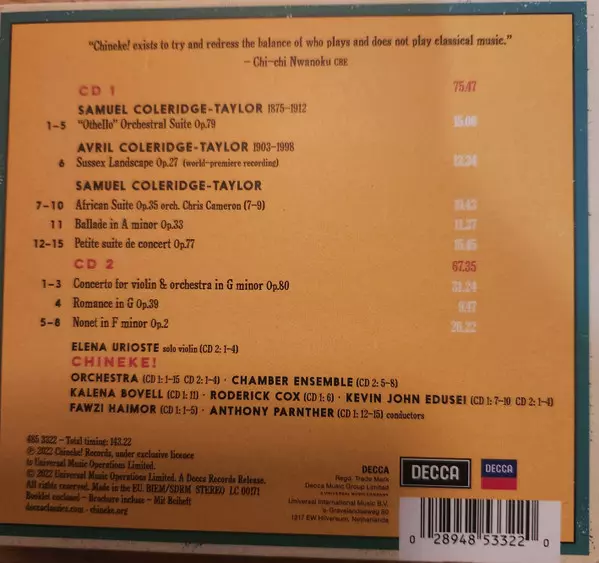 “Chineke! exists to try and redress the balance of who plays and does not play classical music.”
– Chi-chi Nwanoku CBE
CD 1 75.47
SAMUEL COLERIDGE-TAYLOR 1875–1912
1–5 “Othello” Orchestral Suite Op.79 15.00
AVRIL COLERIDGE-TAYLOR 1903–1998
6 Sussex Landscape Op.27 (world-premiere recording) 12.34
SAMUEL COLERIDGE-TAYLOR
7–10 African Suite Op.35 orch. Chris Cameron (7–9)
11 Ballade in A minor Op.33
12–15 Petite suite de concert Op.77
CD 2 67.35
1–3 Concerto for violin & orchestra in G minor Op.80 31.24
4 Romance in G Op.39
5–8 Nonet in F minor Op.2
ELENA URIOSTE solo violin (CD 2: 1–4)
CHINEKE!
ORCHESTRA (CD 1: 1–15 CD 2: 1–4) · CHAMBER ENSEMBLE (CD 2: 5–8)
KALENA BOVELL (CD 1: 11) · RODERICK COX (CD 1: 6) · KEVIN JOHN EDUSEI (CD 1: 7–10 CD 2: 1–4)
FAWZI HAIMOR (CD 1: 1–5) · ANTHONY PARNTHER (CD 1: 12–15) conductors
485 3322 – Total timing: 143.22
℗ 2022 Chineke! Records, under exclusive licence
to Universal Music Operations Limited.
© 2022 Universal Music Operations Limited. A Decca Records Release.
All rights reserved. Made in the EU. BIEM/SDRM STEREO LC 00171
Booklet enclosed – Brochure incluse – Mit Beiheft
deccaclassics.com – chineke.org
DECCA
Regd. Trade Mark
Decca Music Group Limited
A UNIVERSAL MUSIC COMPANY
Universal International Music B.V.
's-Gravelandseweg 80
1217 EW Hilversum, Netherlands
DECCA
DECCA
0 28948 53322 0